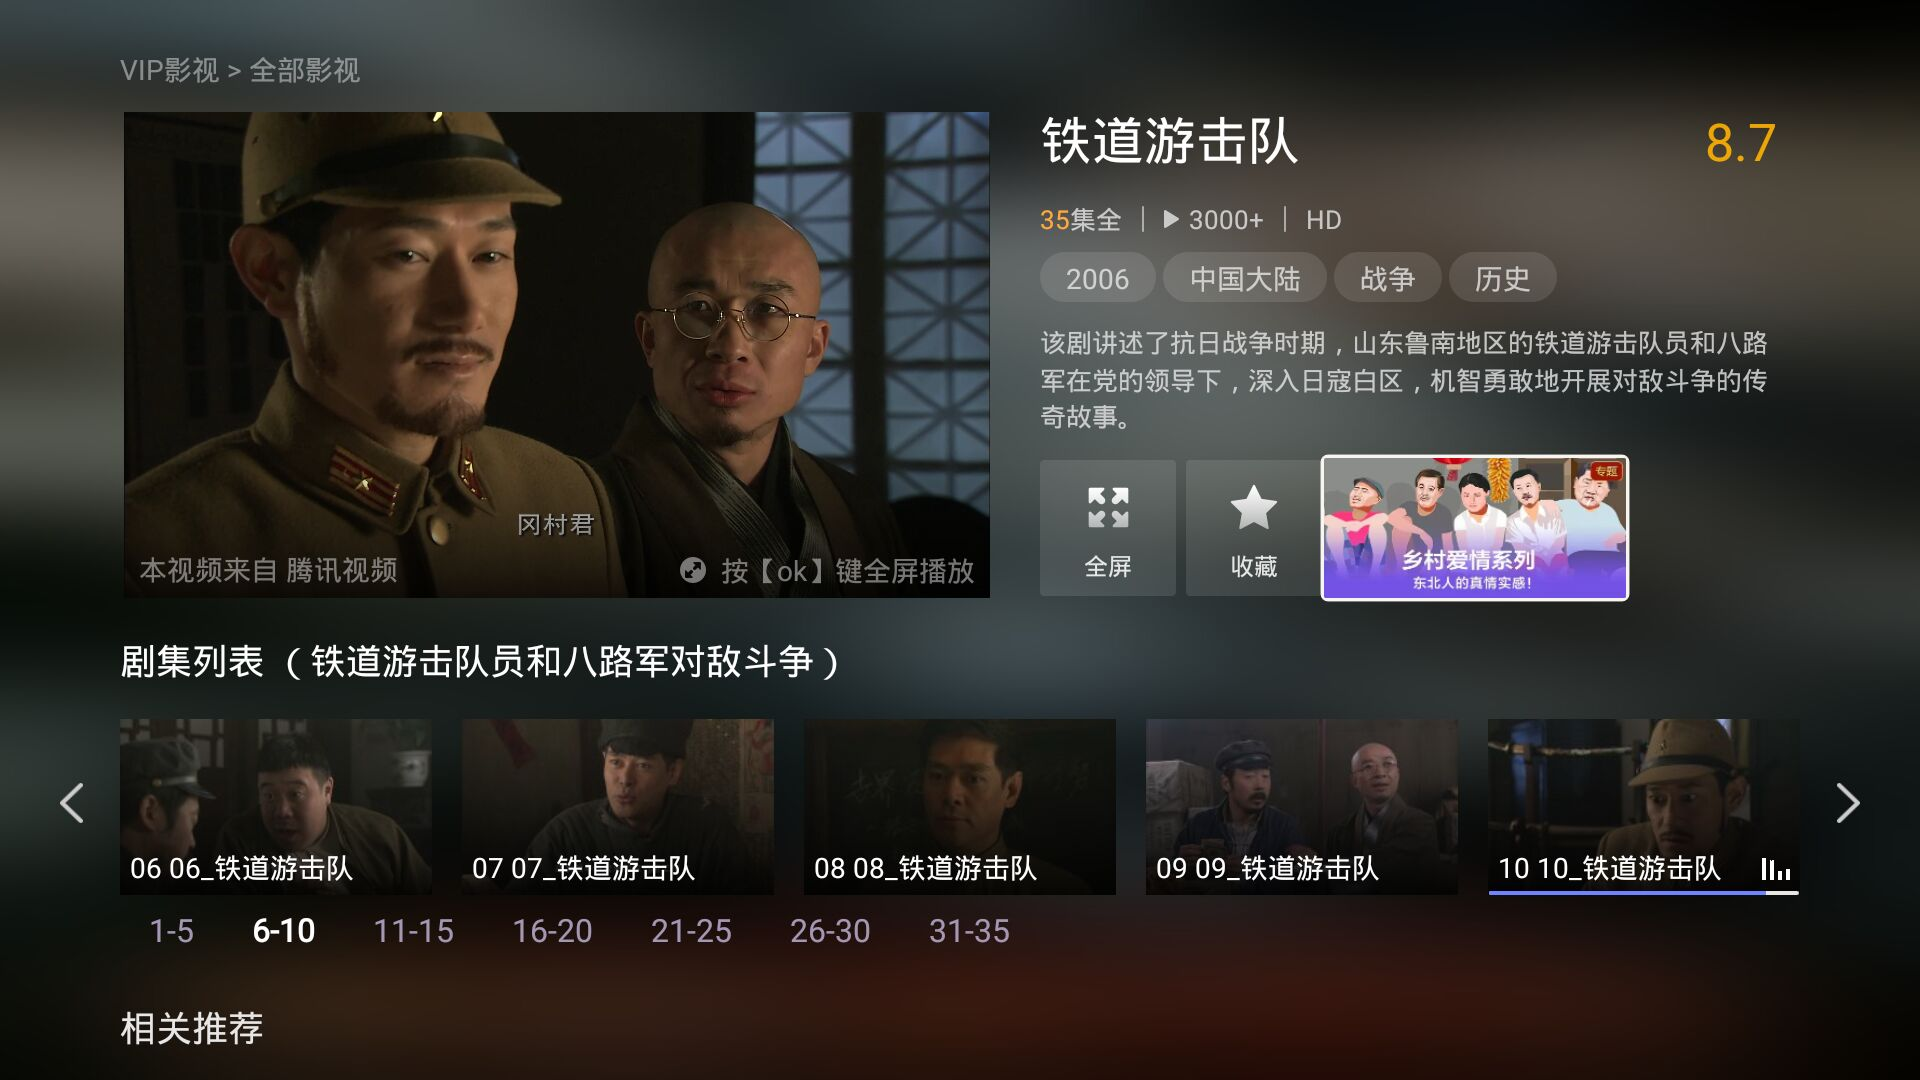 VIP影视 > 全部影视
冈村君
本视频来自 腾讯视频
按【ok】键全屏播放
铁道游击队
8.7
35集全 | 3000+ | HD
2006 中国大陆 战争 历史
该剧讲述了抗日战争时期，山东鲁南地区的铁道游击队员和八路
军在党的领导下，深入日寇白区，机智勇敢地开展对敌斗争的传
奇故事。
全屏
收藏
专题
乡村爱情系列
东北人的真情实感！
剧集列表 （铁道游击队员和八路军对敌斗争）
06 06_铁道游击队
07 07_铁道游击队
08 08_铁道游击队
09 09_铁道游击队
10 10_铁道游击队
1-5 6-10 11-15 16-20 21-25 26-30 31-35
相关推荐